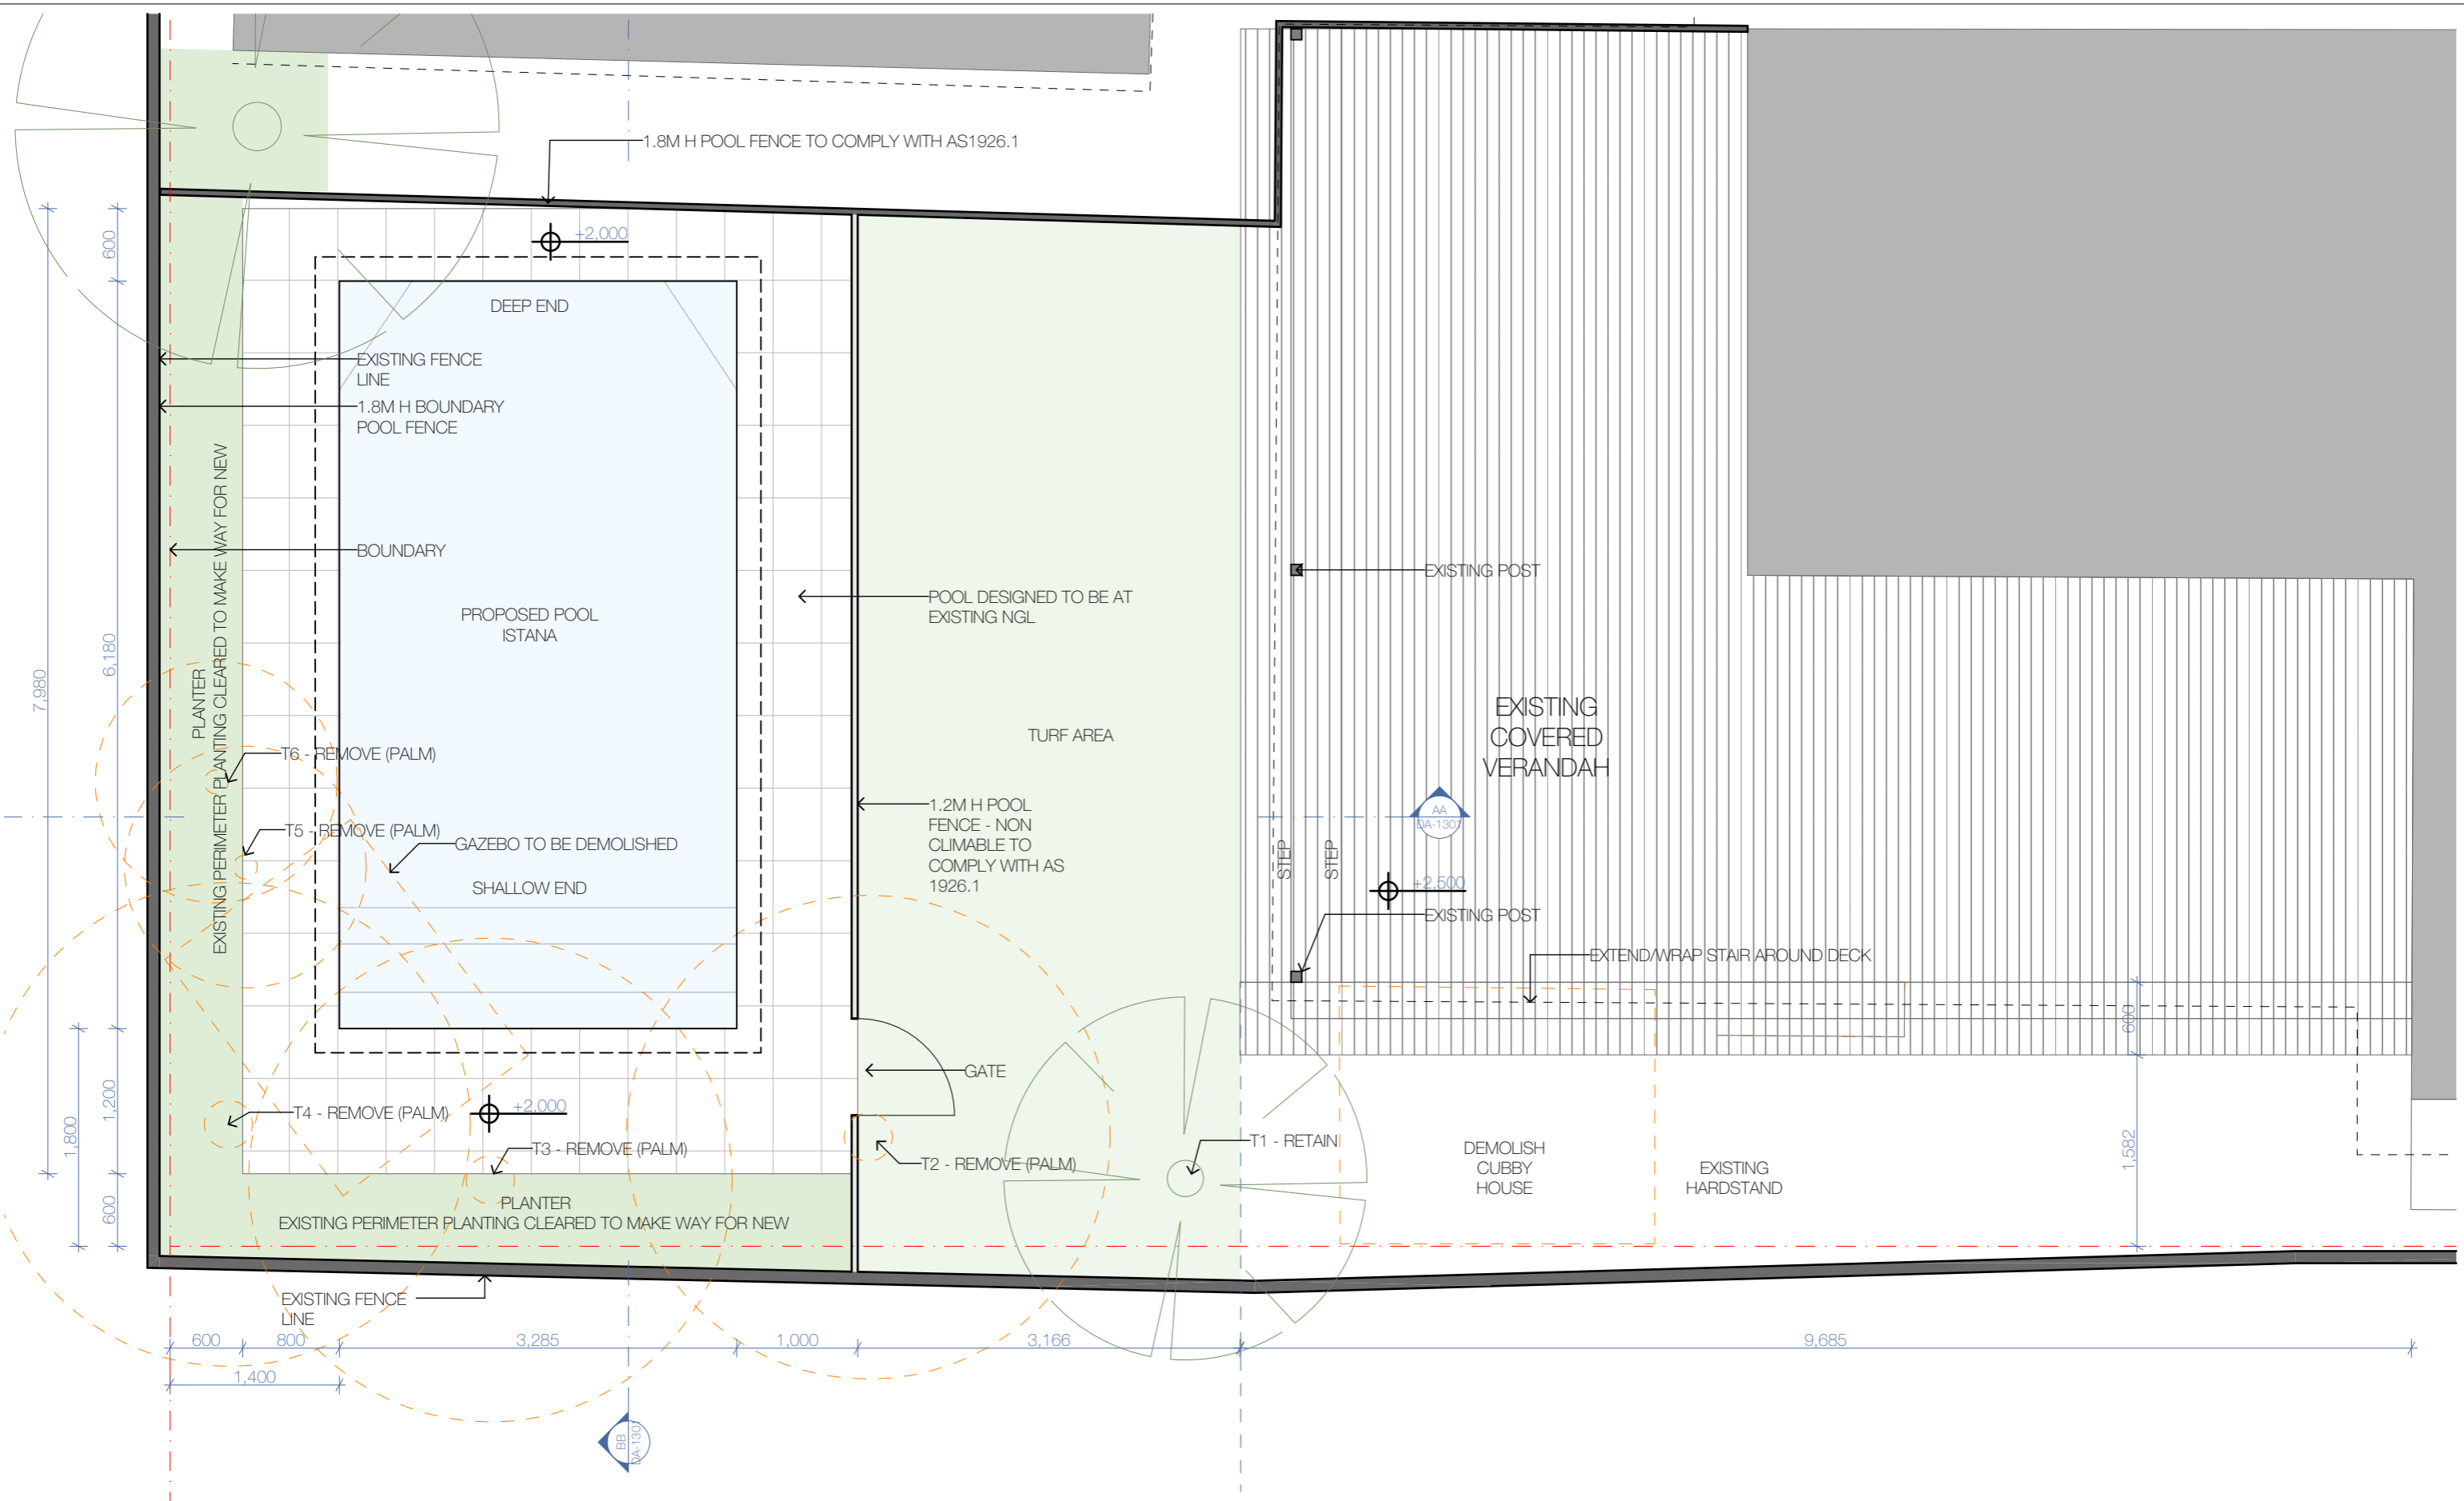 1.8M H POOL FENCE TO COMPLY WITH AS1926.1
+2,000
600
DEEP END
EXISTING FENCE
LINE
1.8M H BOUNDARY
POOL FENCE
BOUNDARY
PLANTER
EXISTING PERIMETER PLANTING CLEARED TO MAKE WAY FOR NEW
PROPOSED POOL
ISTANA
POOL DESIGNED TO BE AT
EXISTING NGL
EXISTING POST
7,980
6,180
TURF AREA
EXISTING
COVERED
VERANDAH
T6 - REMOVE (PALM)
T5 - REMOVE (PALM)
GAZEBO TO BE DEMOLISHED
SHALLOW END
1.2M H POOL
FENCE - NON
CLIMABLE TO
COMPLY WITH AS
1926.1
AA
DA-1301
STEP
STEP
+2,500
EXISTING POST
EXTEND/WRAP STAIR AROUND DECK
600
GATE
1,200
1,800
T4 - REMOVE (PALM)
+2,000
T3 - REMOVE (PALM)
T2 - REMOVE (PALM)
T1 - RETAIN
DEMOLISH
CUBBY
HOUSE
EXISTING
HARDSTAND
1,582
600
PLANTER
EXISTING PERIMETER PLANTING CLEARED TO MAKE WAY FOR NEW
EXISTING FENCE
LINE
600
800
3,285
1,000
3,166
9,685
1,400
BB
DA-1301